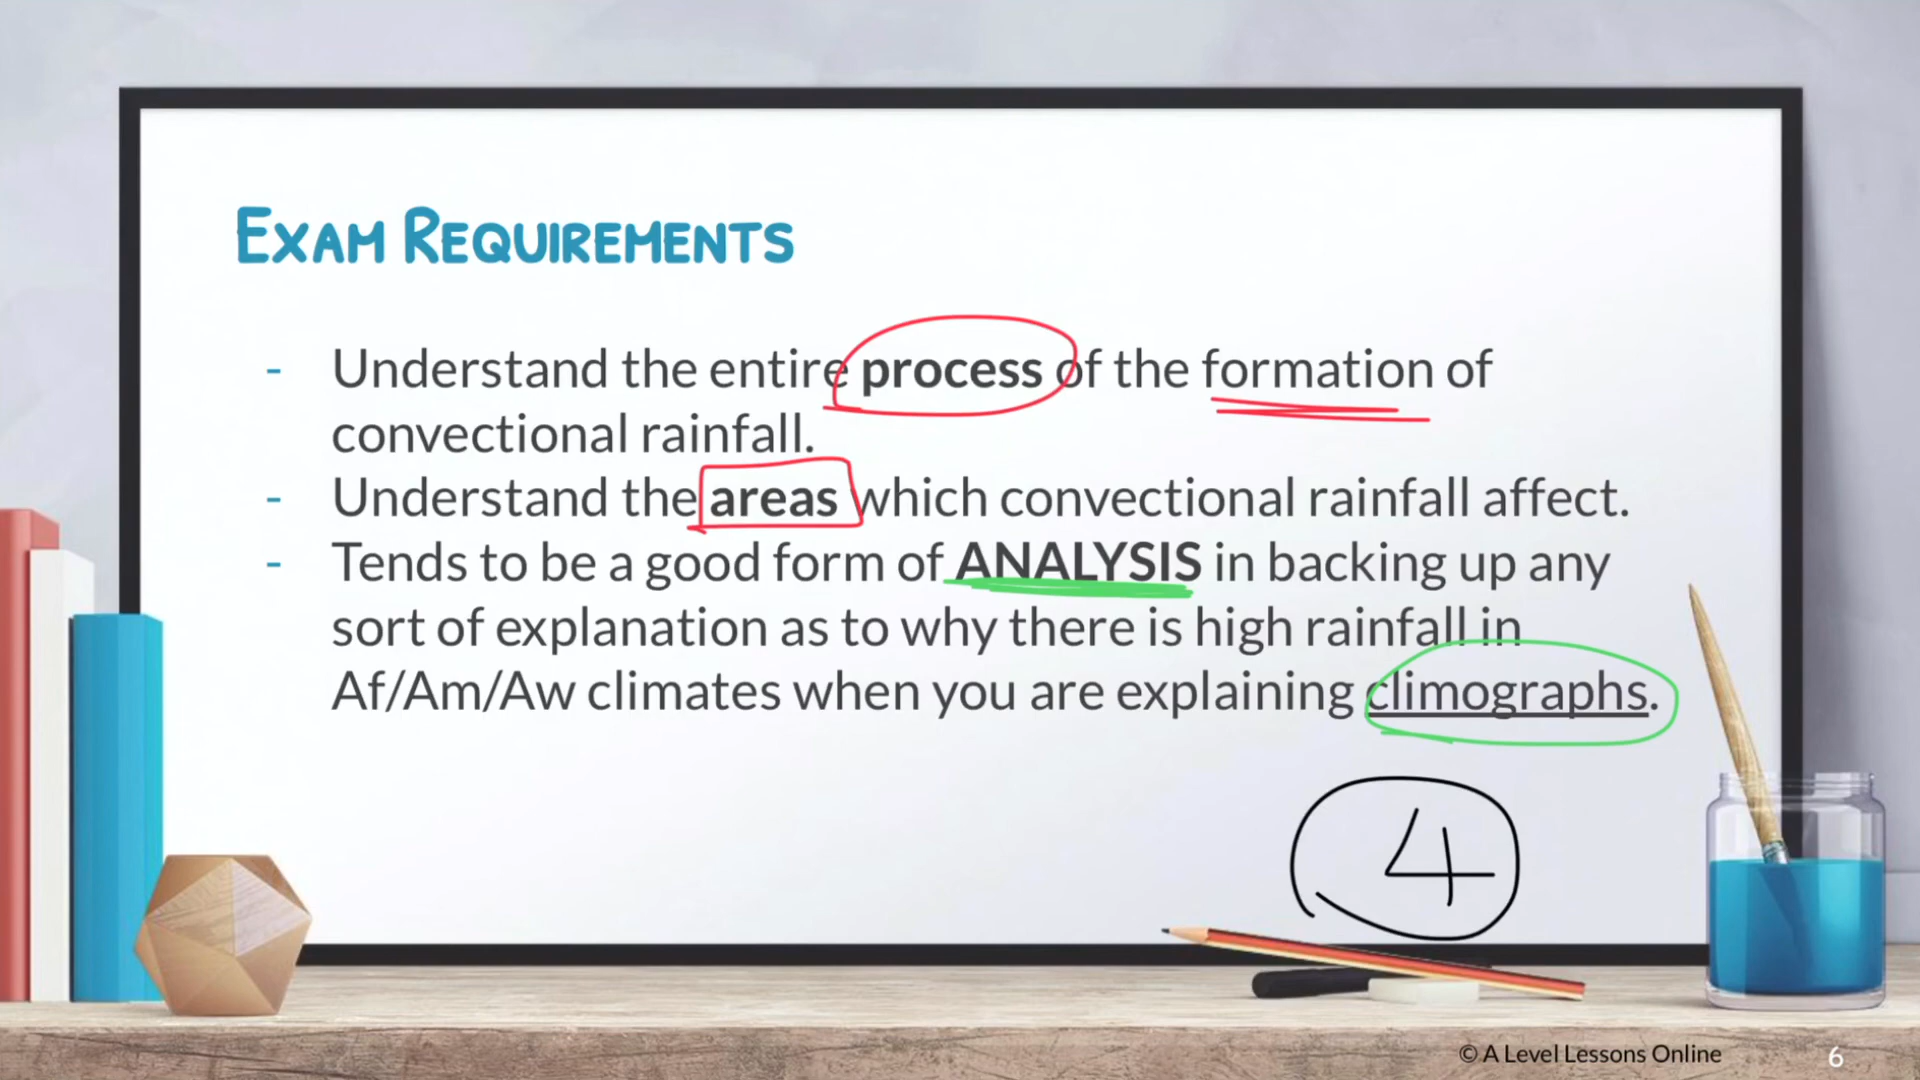 EXAM REQUIREMENTS
- Understand the entire process of the formation of
convectional rainfall.
- Understand the areas which convectional rainfall affect.
- Tends to be a good form of ANALYSIS in backing up any
sort of explanation as to why there is high rainfall in
Af/Am/Aw climates when you are explaining climographs.
4
© A Level Lessons Online
6